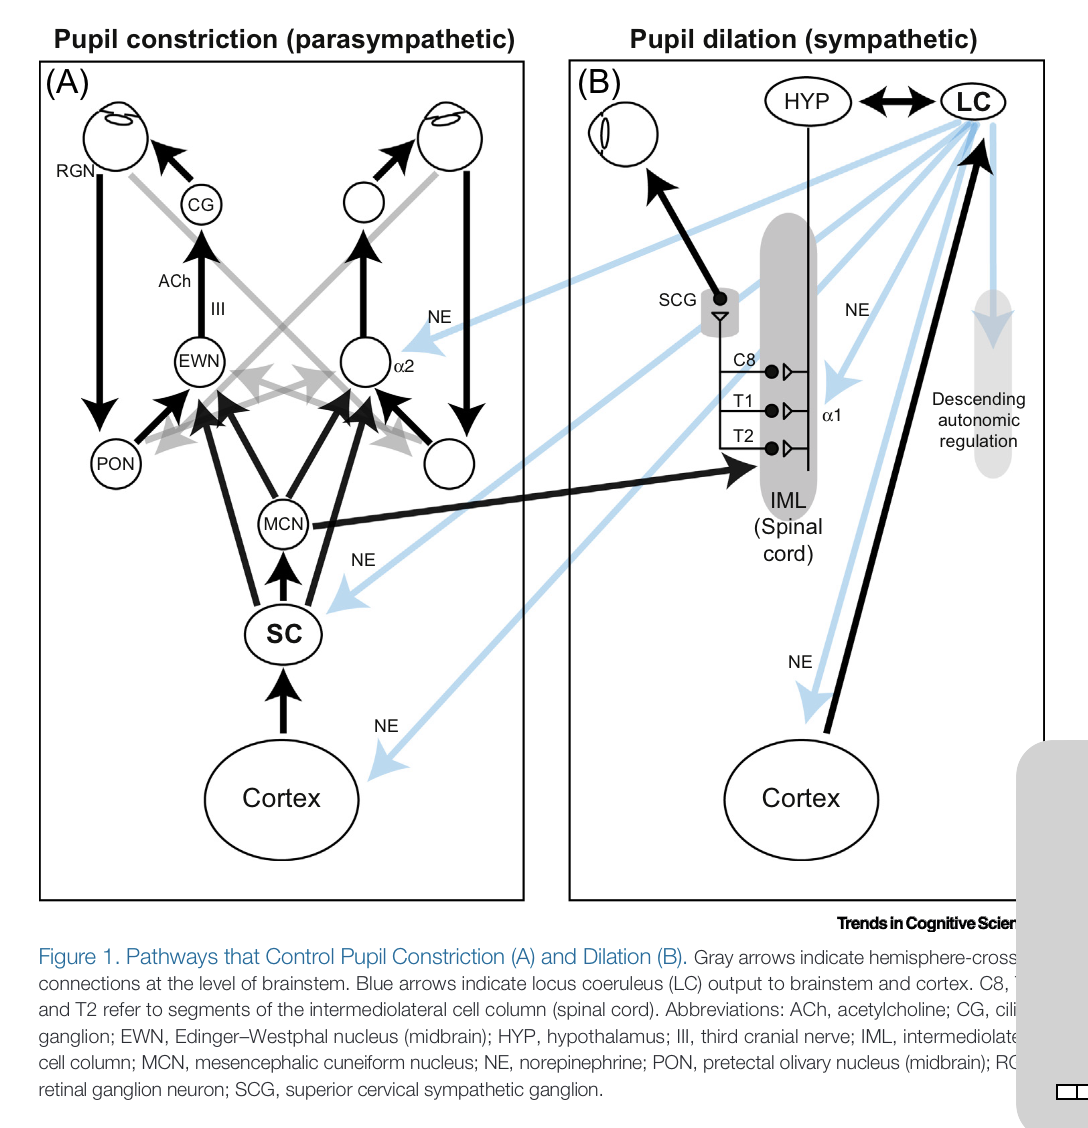 Pupil constriction (parasympathetic)
(A)
RGN
CG
ACh
III
EWN
NE
α2
PON
MCN
NE
SC
NE
Cortex
Pupil dilation (sympathetic)
(B)
HYP
LC
SCG
NE
C8
T1
α1
T2
Descending
autonomic
regulation
IML
(Spinal
cord)
NE
Cortex
Trends in Cognitive Scien
Figure 1. Pathways that Control Pupil Constriction (A) and Dilation (B). Gray arrows indicate hemisphere-cross
connections at the level of brainstem. Blue arrows indicate locus coeruleus (LC) output to brainstem and cortex. C8,
and T2 refer to segments of the intermediolateral cell column (spinal cord). Abbreviations: ACh, acetylcholine; CG, cili
ganglion; EWN, Edinger–Westphal nucleus (midbrain); HYP, hypothalamus; III, third cranial nerve; IML, intermediolate
cell column; MCN, mesencephalic cuneiform nucleus; NE, norepinephrine; PON, pretectal olivary nucleus (midbrain);
retinal ganglion neuron; SCG, superior cervical sympathetic ganglion.